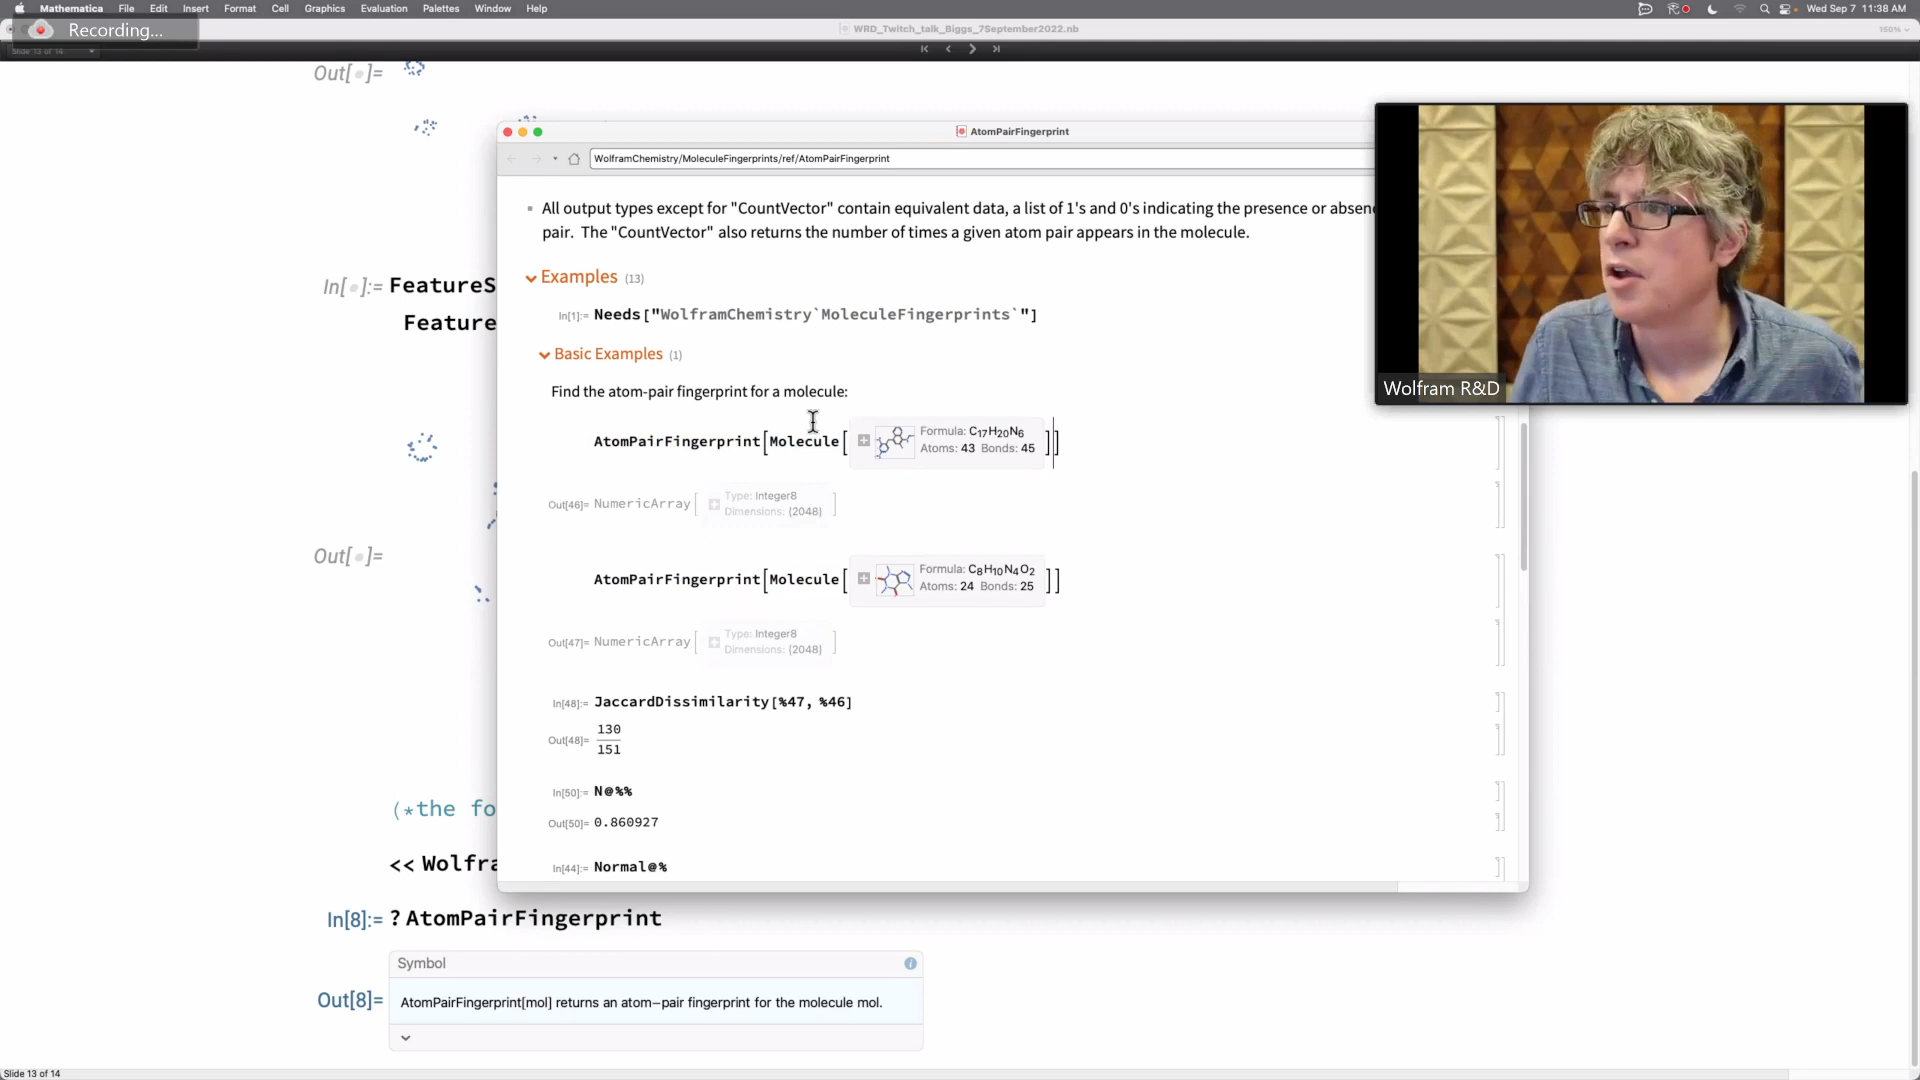 Mathematica File Edit Insert Format Cell Graphics Evaluation Palettes Window Help
Wed Sep 7 11:38 AM
Recording...
WRD_Twitch_talk_Biggs_7September2022.nb
160%
Slide 13 of 14
Out[ ]=
In[ ]:= FeatureS
Feature
Out[ ]=
(*the fo
<< Wolfra
In[8]:= ? AtomPairFingerprint
Symbol
Out[8]= AtomPairFingerprint[mol] returns an atom–pair fingerprint for the molecule mol.
Slide 13 of 14
AtomPairFingerprint
WolframChemistry/MoleculeFingerprints/ref/AtomPairFingerprint
All output types except for "CountVector" contain equivalent data, a list of 1's and 0's indicating the presence or absen
pair. The "CountVector" also returns the number of times a given atom pair appears in the molecule.
Examples (13)
In[1]:= Needs["WolframChemistry`MoleculeFingerprints`"]
Basic Examples (1)
Find the atom-pair fingerprint for a molecule:
AtomPairFingerprint[Molecule[ Formula: C17H20N6 Atoms: 43 Bonds: 45 ]]
Out[46]= NumericArray[ Type: Integer8 Dimensions: (2048) ]
AtomPairFingerprint[Molecule[ Formula: C8H10N4O2 Atoms: 24 Bonds: 25 ]]
Out[47]= NumericArray[ Type: Integer8 Dimensions: (2048) ]
In[48]:= JaccardDissimilarity[%47, %46]
Out[48]= 130
151
In[50]:= N@%%
Out[50]= 0.860927
In[44]:= Normal@%
Wolfram R&D